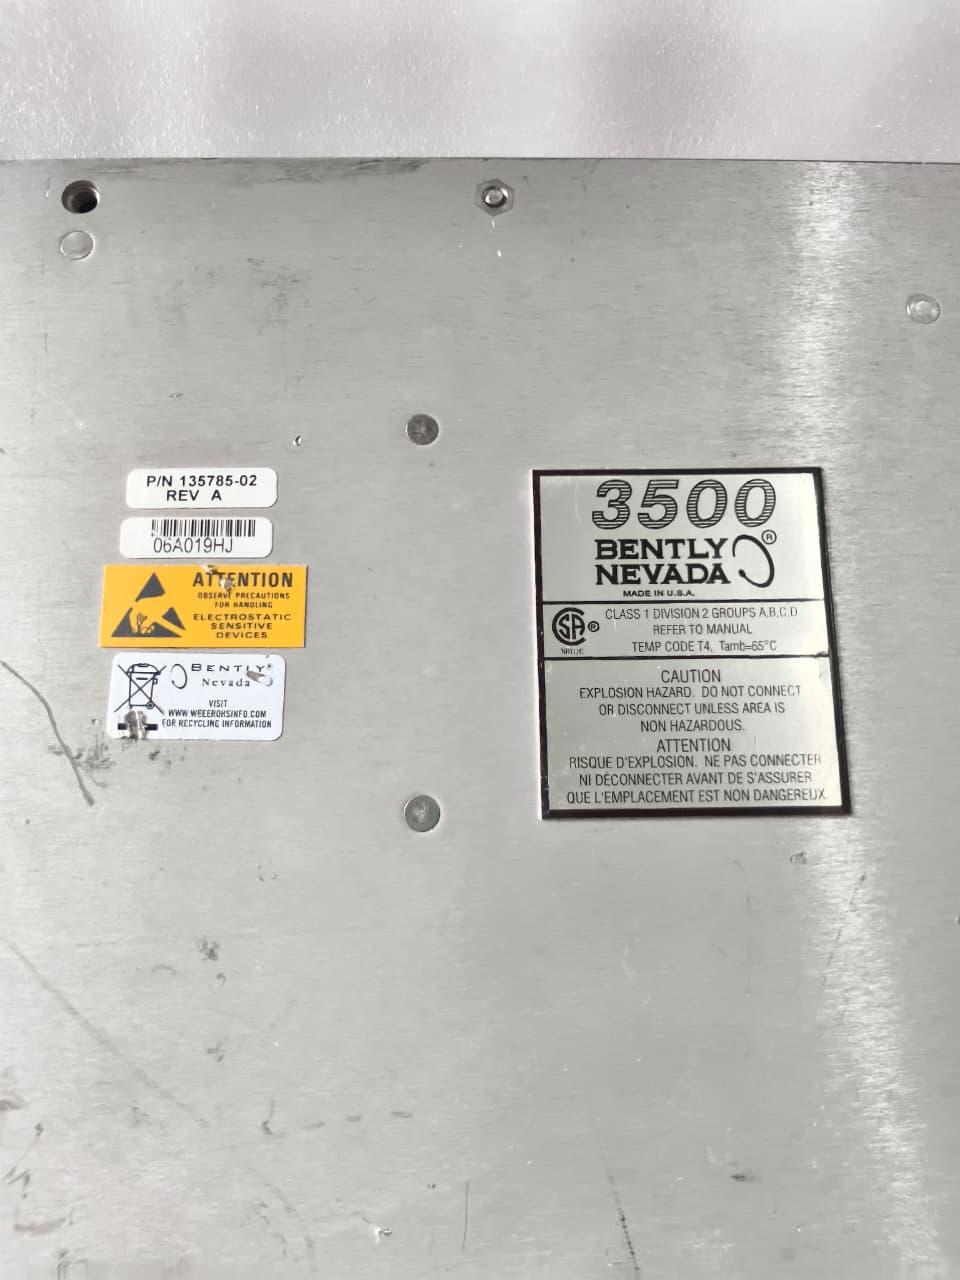 P/N 135785-02
REV A
06A019HJ
ATTENTION
OBSERVE PRECAUTIONS
FOR HANDLING
ELECTROSTATIC
SENSITIVE
DEVICES
BENTLY®
Nevada
VISIT
WWW.WEEEROHSINFO.COM
FOR RECYCLING INFORMATION
3500
BENTLY ®
NEVADA
MADE IN U.S.A.
SA ®
NRTL/C
CLASS 1 DIVISION 2 GROUPS A,B,C,D
REFER TO MANUAL
TEMP CODE T4, Tamb=65°C
CAUTION
EXPLOSION HAZARD. DO NOT CONNECT
OR DISCONNECT UNLESS AREA IS
NON HAZARDOUS.
ATTENTION
RISQUE D'EXPLOSION. NE PAS CONNECTER
NI DÉCONNECTER AVANT DE S'ASSURER
QUE L'EMPLACEMENT EST NON DANGEREUX.